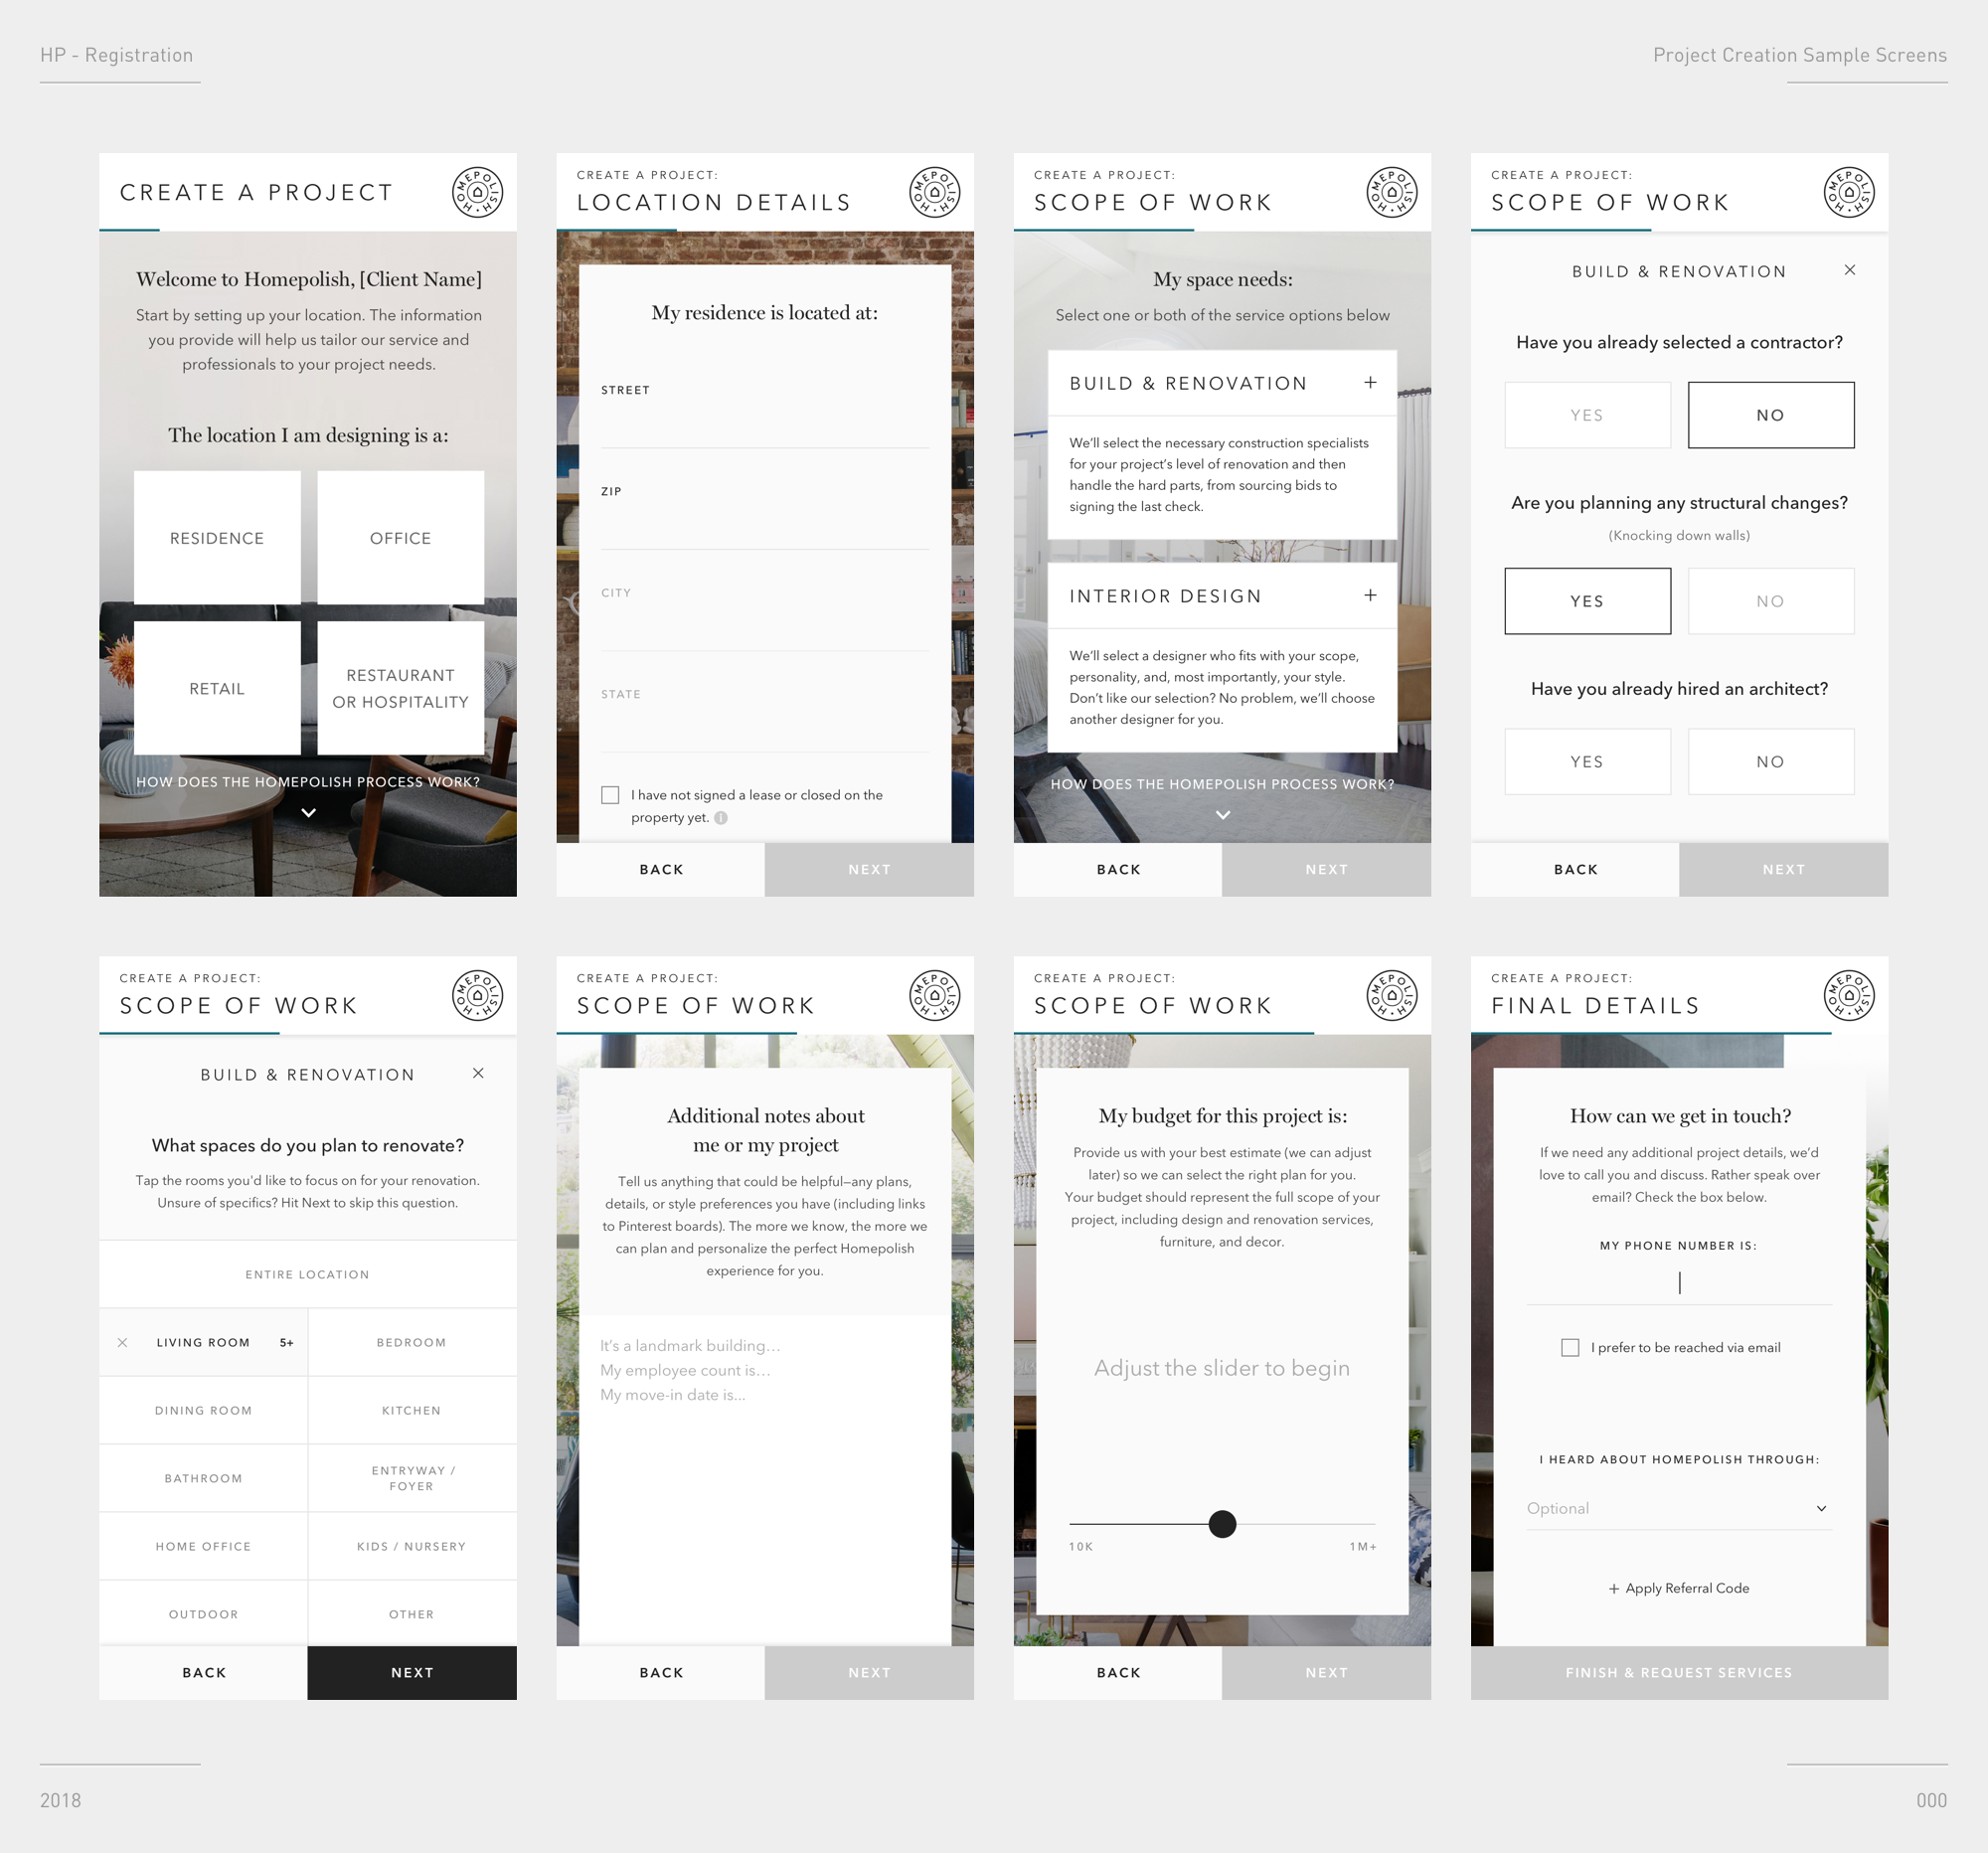 HP - Registration
Project Creation Sample Screens
CREATE A PROJECT
HOMEPOLISH
Welcome to Homepolish, [Client Name]
Start by setting up your location. The information
you provide will help us tailor our service and
professionals to your project needs.
The location I am designing is a:
RESIDENCE
OFFICE
RETAIL
RESTAURANT
OR HOSPITALITY
HOW DOES THE HOMEPOLISH PROCESS WORK?
CREATE A PROJECT:
LOCATION DETAILS
HOMEPOLISH
My residence is located at:
STREET
ZIP
CITY
STATE
I have not signed a lease or closed on the
property yet. i
BACK
NEXT
CREATE A PROJECT:
SCOPE OF WORK
HOMEPOLISH
My space needs:
Select one or both of the service options below
BUILD & RENOVATION +
We'll select the necessary construction specialists
for your project's level of renovation and then
handle the hard parts, from sourcing bids to
signing the last check.
INTERIOR DESIGN +
We'll select a designer who fits with your scope,
personality, and, most importantly, your style.
Don't like our selection? No problem, we'll choose
another designer for you.
HOW DOES THE HOMEPOLISH PROCESS WORK?
BACK
NEXT
CREATE A PROJECT:
SCOPE OF WORK
HOMEPOLISH
BUILD & RENOVATION ×
Have you already selected a contractor?
YES
NO
Are you planning any structural changes?
(Knocking down walls)
YES
NO
Have you already hired an architect?
YES
NO
BACK
NEXT
CREATE A PROJECT:
SCOPE OF WORK
HOMEPOLISH
BUILD & RENOVATION ×
What spaces do you plan to renovate?
Tap the rooms you'd like to focus on for your renovation.
Unsure of specifics? Hit Next to skip this question.
ENTIRE LOCATION
× LIVING ROOM 5+
BEDROOM
DINING ROOM
KITCHEN
BATHROOM
ENTRYWAY /
FOYER
HOME OFFICE
KIDS / NURSERY
OUTDOOR
OTHER
BACK
NEXT
CREATE A PROJECT:
SCOPE OF WORK
HOMEPOLISH
Additional notes about
me or my project
Tell us anything that could be helpful—any plans,
details, or style preferences you have (including links
to Pinterest boards). The more we know, the more we
can plan and personalize the perfect Homepolish
experience for you.
It's a landmark building...
My employee count is...
My move-in date is...
BACK
NEXT
CREATE A PROJECT:
SCOPE OF WORK
HOMEPOLISH
My budget for this project is:
Provide us with your best estimate (we can adjust
later) so we can select the right plan for you.
Your budget should represent the full scope of your
project, including design and renovation services,
furniture, and decor.
Adjust the slider to begin
10K
1M+
BACK
NEXT
CREATE A PROJECT:
FINAL DETAILS
HOMEPOLISH
How can we get in touch?
If we need any additional project details, we'd
love to call you and discuss. Rather speak over
email? Check the box below.
MY PHONE NUMBER IS:
I prefer to be reached via email
I HEARD ABOUT HOMEPOLISH THROUGH:
Optional
+ Apply Referral Code
FINISH & REQUEST SERVICES
2018
000